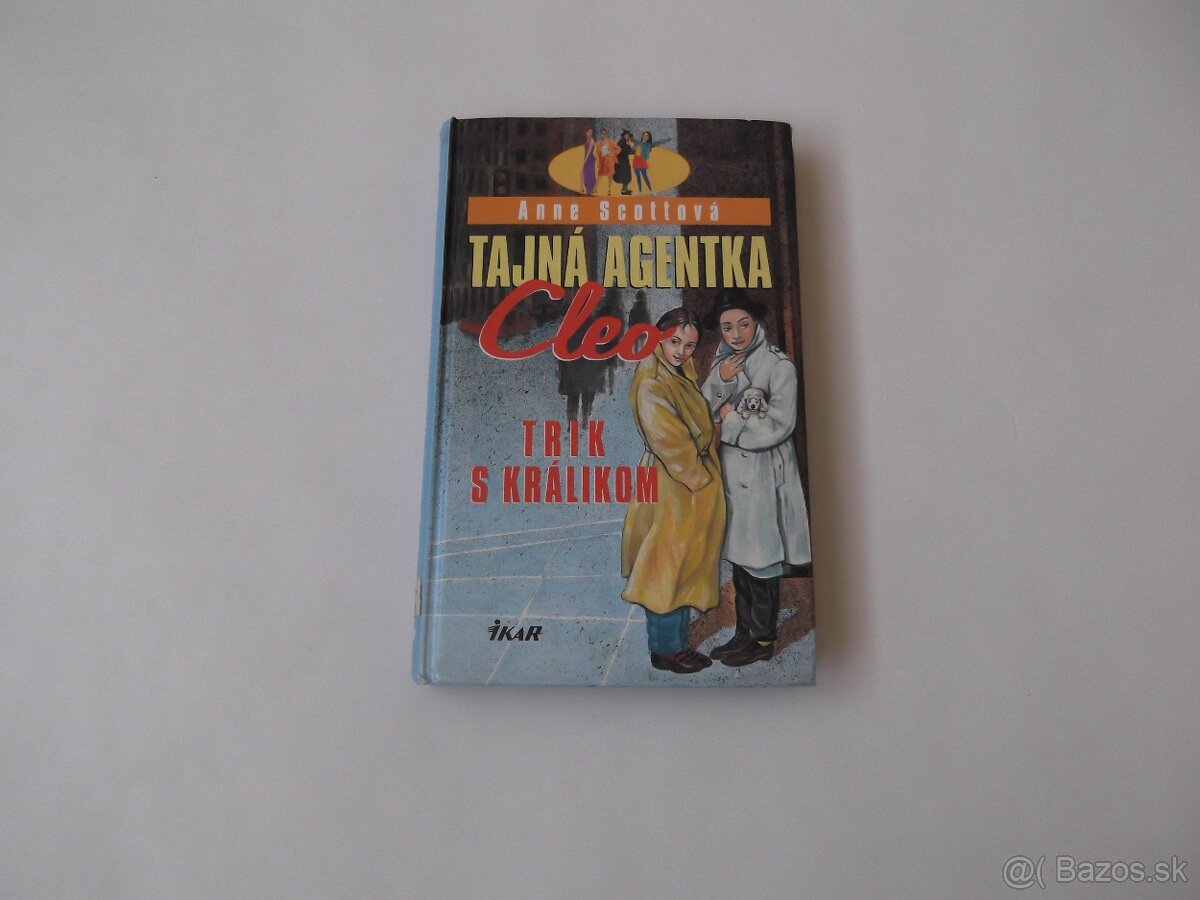 Anne Scottová
TAJNÁ AGENTKA
Cleo
TRIK
S KRÁLIKOM
IKAR
@( Bazos.sk